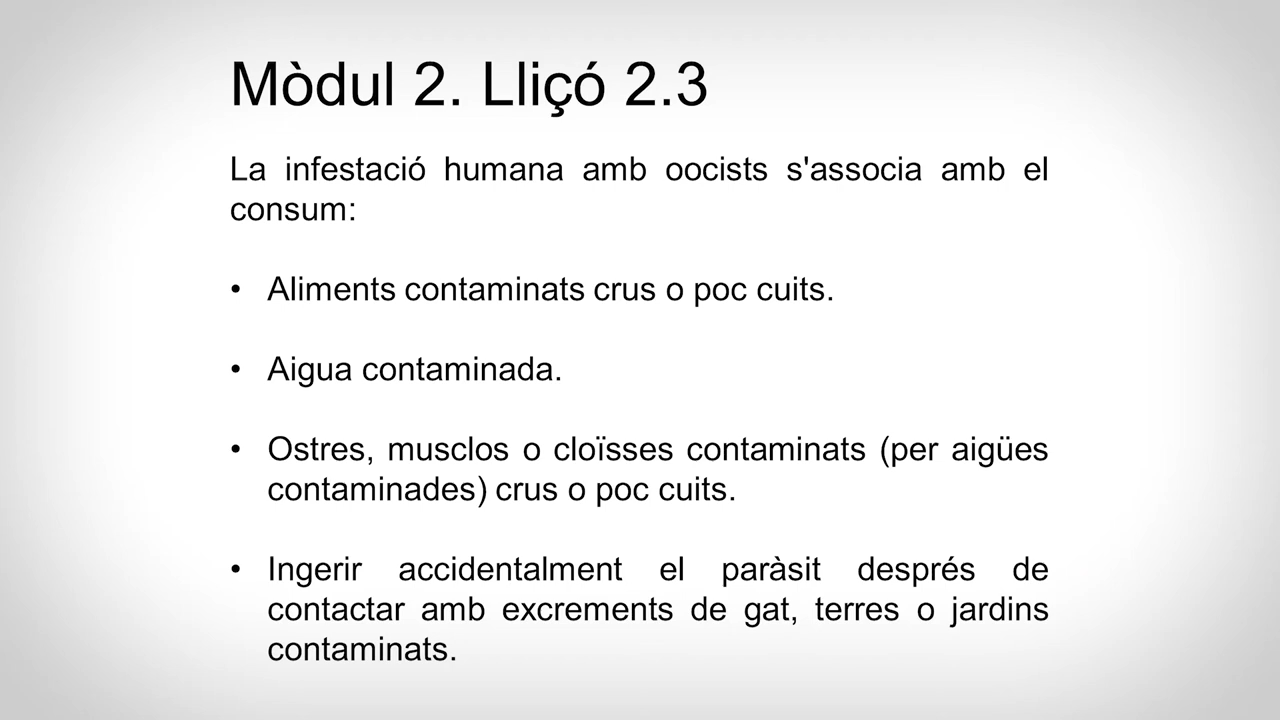 Mòdul 2. Lliçó 2.3
La infestació humana amb oocists s'associa amb el
consum:
• Aliments contaminats crus o poc cuits.
• Aigua contaminada.
• Ostres, musclos o cloïsses contaminats (per aigües
contaminades) crus o poc cuits.
• Ingerir accidentalment el paràsit després de
contactar amb excrements de gat, terres o jardins
contaminats.